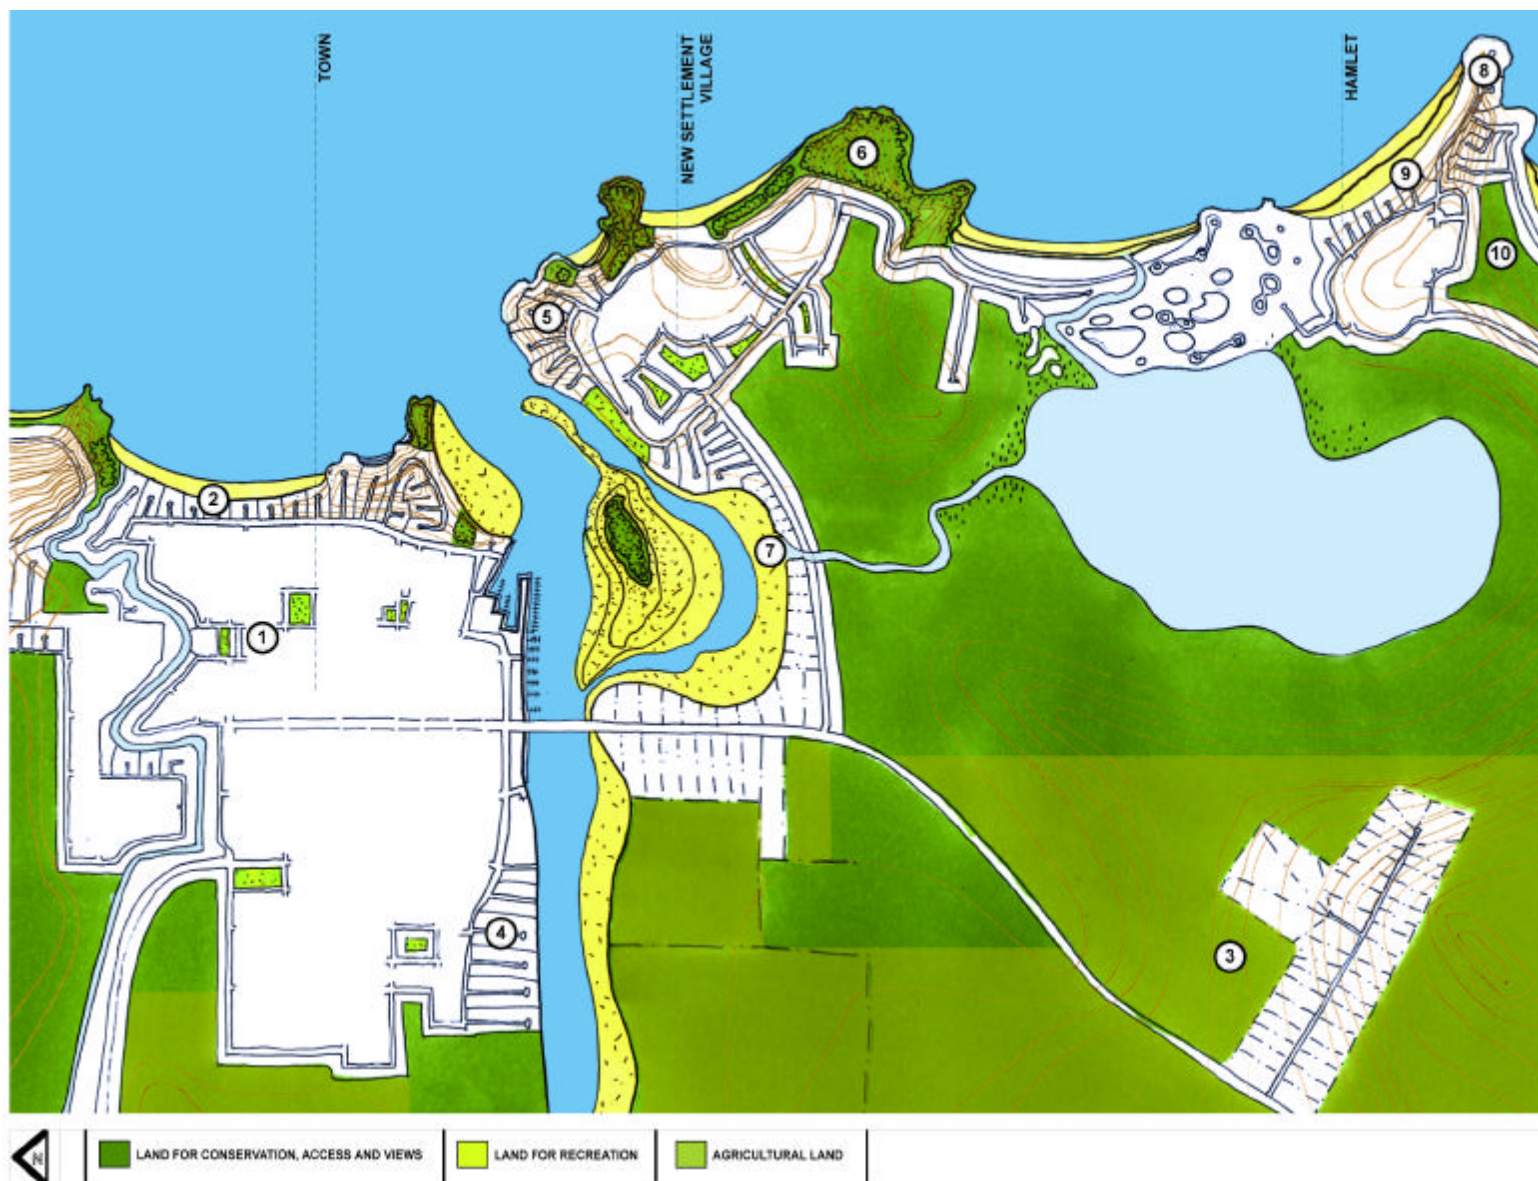 TOWN
NEW SETTLEMENT
VILLAGE
HAMLET
8
6
9
10
5
2
7
1
4
3
N
LAND FOR CONSERVATION, ACCESS AND VIEWS
LAND FOR RECREATION
AGRICULTURAL LAND